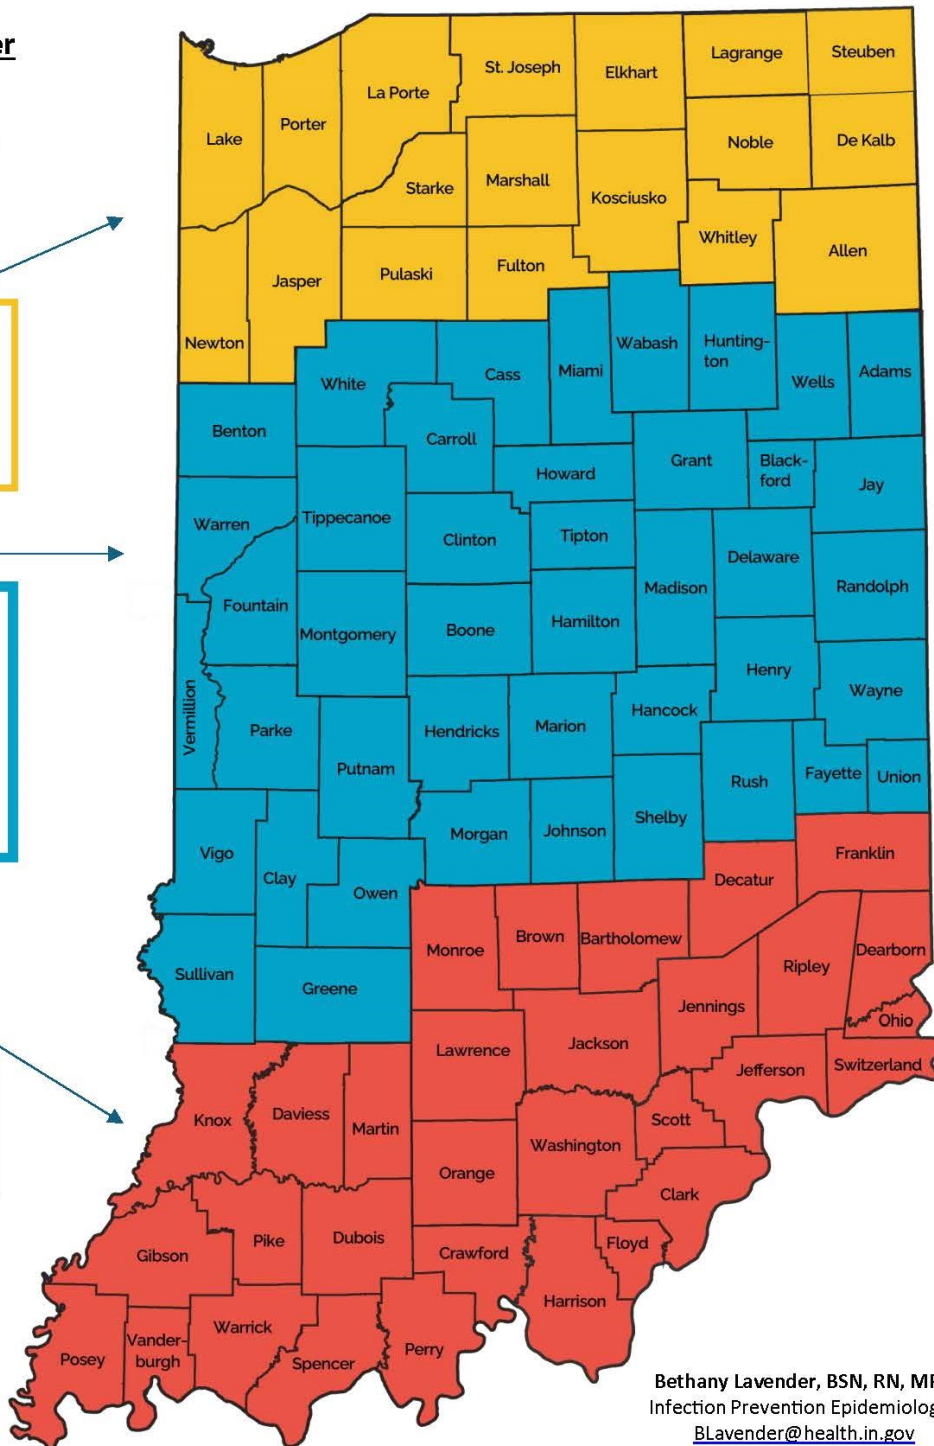 er
Lake
Porter
La Porte
St. Joseph
Elkhart
Lagrange
Steuben
Noble
De Kalb
Starke
Marshall
Kosciusko
Whitley
Allen
Newton
Jasper
Pulaski
Fulton
White
Cass
Miami
Wabash
Hunting-
ton
Wells
Adams
Benton
Carroll
Howard
Grant
Black-
ford
Jay
Warren
Tippecanoe
Clinton
Tipton
Madison
Delaware
Randolph
Fountain
Montgomery
Boone
Hamilton
Henry
Wayne
Vermillion
Parke
Putnam
Hendricks
Marion
Hancock
Rush
Fayette
Union
Vigo
Clay
Owen
Morgan
Johnson
Shelby
Decatur
Franklin
Sullivan
Greene
Monroe
Brown
Bartholomew
Jennings
Ripley
Dearborn
Ohio
Knox
Daviess
Martin
Lawrence
Jackson
Jefferson
Switzerland
Orange
Washington
Scott
Clark
Gibson
Pike
Dubois
Crawford
Floyd
Harrison
Posey
Vander-
burgh
Warrick
Spencer
Perry
Bethany Lavender, BSN, RN, MP
Infection Prevention Epidemiolog
BLavender@health.in.gov